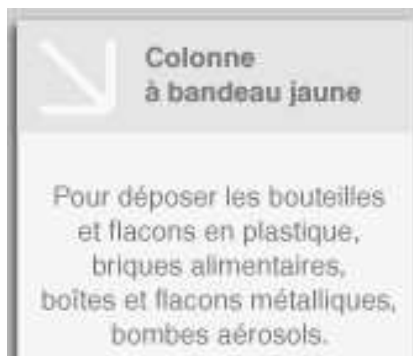 Colonne
à bandeau jaune
Pour déposer les bouteilles
et flacons en plastique,
briques alimentaires,
boîtes et flacons métalliques,
bombes aérosols.